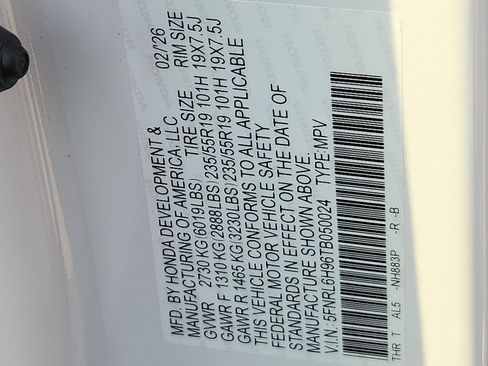 MFD. BY HONDA DEVELOPMENT & 02/'26
MANUFACTURING OF AMERICA, LLC
TIRE SIZE RIM SIZE
GVWR 2730 KG(6019LBS)
GAWR F 1310 KG(2888LBS)235/55R19 101H 19X7.5J
GAWR R 1465 KG(3230LBS)235/55R19 101H 19X7.5J
THIS VEHICLE CONFORMS TO ALL APPLICABLE
FEDERAL MOTOR VEHICLE SAFETY
STANDARDS IN EFFECT ON THE DATE OF
MANUFACTURE SHOWN ABOVE.
V.I.N: 5FNRL6H96TB050024 TYPE:MPV
THR T AL5 -NH883P -R -B